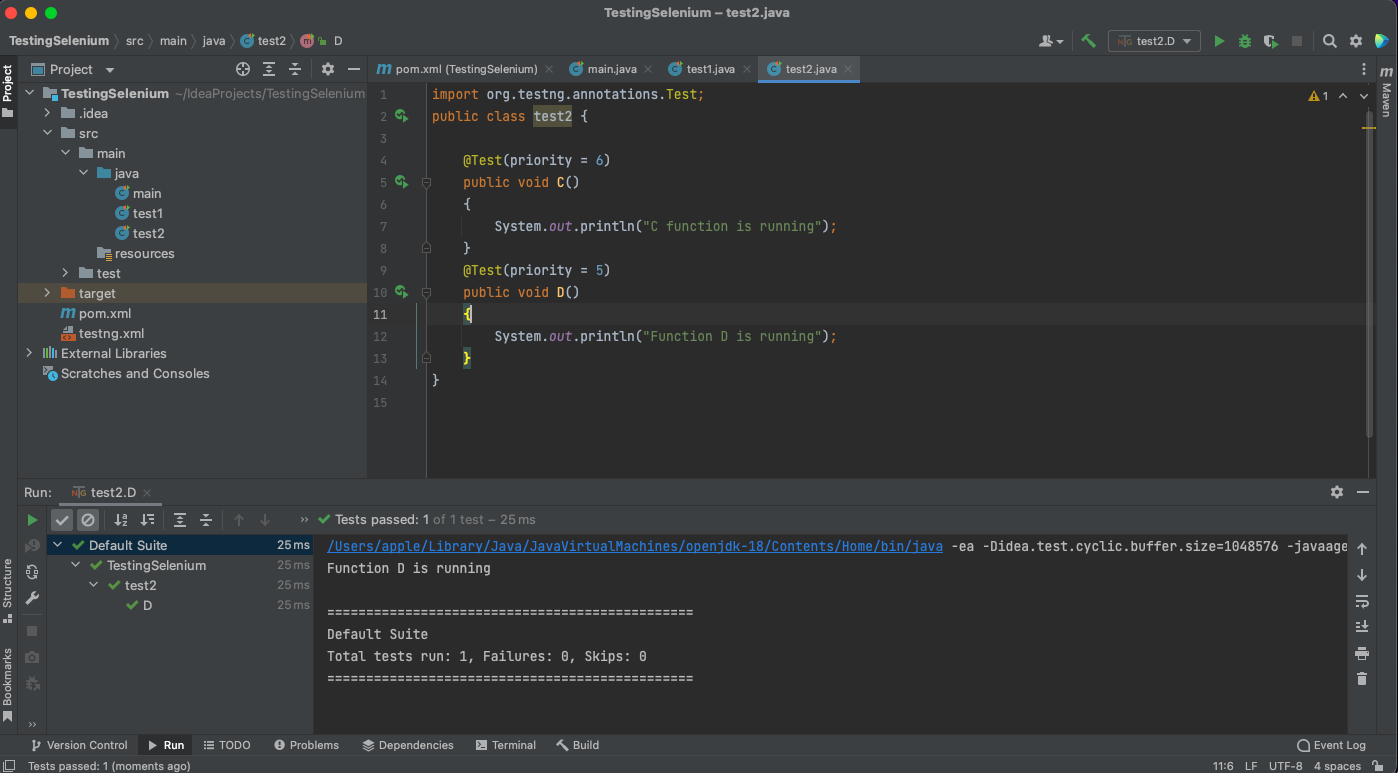 TestingSelenium – test2.java
TestingSelenium src main java test2 m D
test2.D
Project
Project
pom.xml (TestingSelenium)
main.java
test1.java
test2.java
Maven
TestingSelenium ~/IdeaProjects/TestingSelenium
.idea
src
main
java
main
test1
test2
resources
test
target
pom.xml
testng.xml
External Libraries
Scratches and Consoles
1
1 import org.testng.annotations.Test;
2 public class test2 {
3
4 @Test(priority = 6)
5 public void C()
6 {
7 System.out.println("C function is running");
8 }
9 @Test(priority = 5)
10 public void D()
11 {
12 System.out.println("Function D is running");
13 }
14 }
15
Run: test2.D
Tests passed: 1 of 1 test – 25 ms
Default Suite 25 ms
TestingSelenium 25 ms
test2 25 ms
D 25 ms
/Users/apple/Library/Java/JavaVirtualMachines/openjdk-18/Contents/Home/bin/java -ea -Didea.test.cyclic.buffer.size=1048576 -javaage
Function D is running
===============================================
Default Suite
Total tests run: 1, Failures: 0, Skips: 0
===============================================
Structure
Bookmarks
Version Control Run TODO Problems Dependencies Terminal Build Event Log
Tests passed: 1 (moments ago) 11:6 LF UTF-8 4 spaces